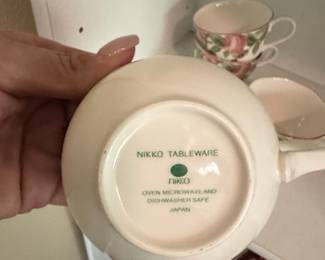 NIKKO TABLEWARE
NIKKO
OVEN MICROWAVE AND
DISHWASHER SAFE
JAPAN